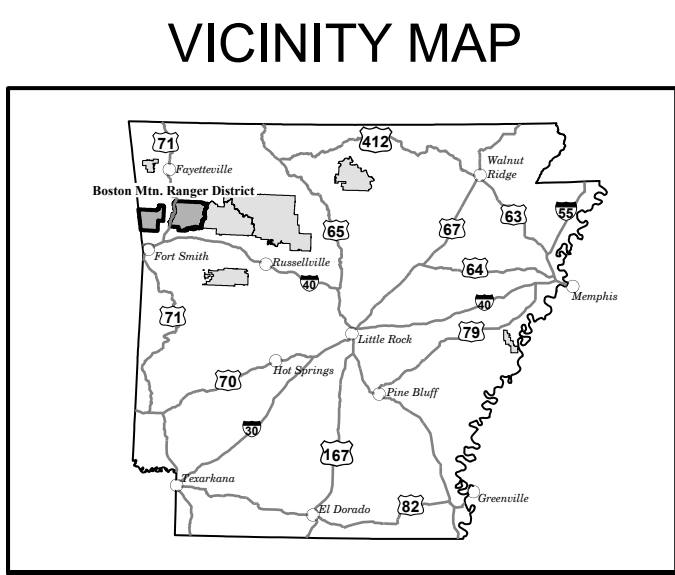 VICINITY MAP
71
412
Fayetteville
Walnut
Ridge
Boston Mtn. Ranger District
65
67
63
55
Fort Smith
Russellville
64
40
40
Memphis
71
79
Little Rock
70
Hot Springs
Pine Bluff
30
167
Texarkana
82
Greenville
El Dorado